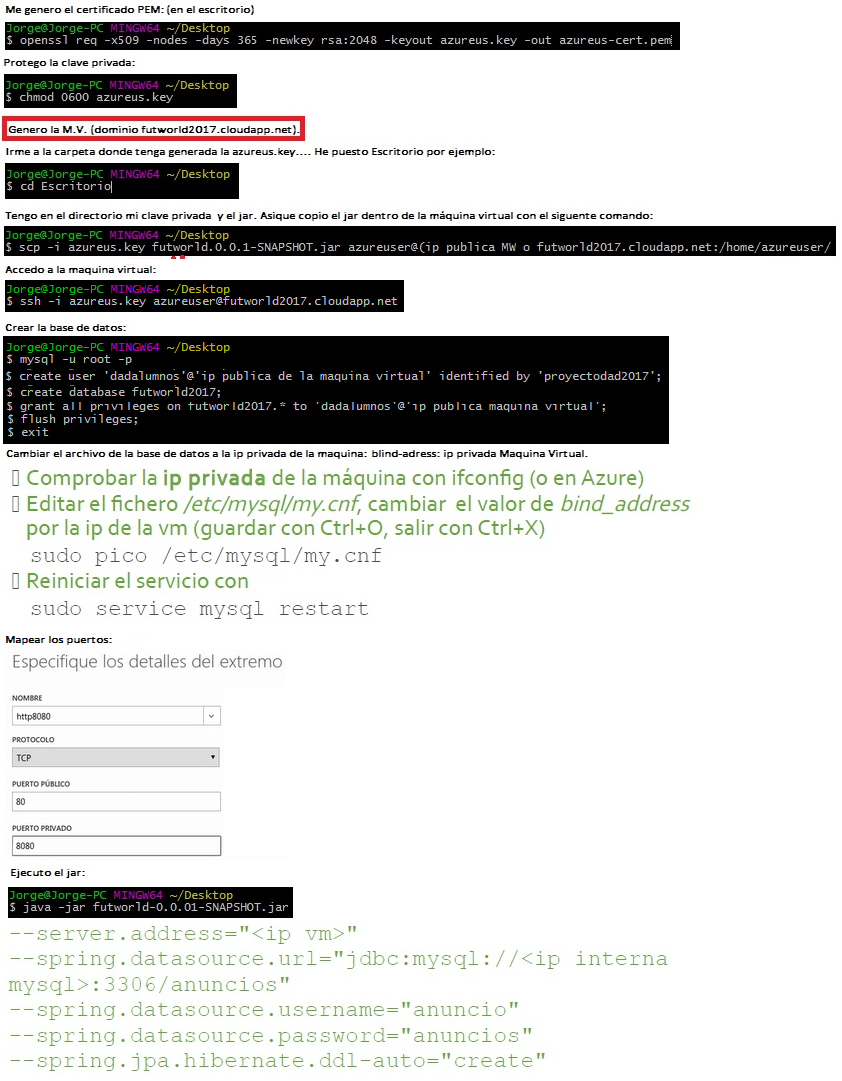 Me genero el certificado PEM: (en el escritorio)
Jorge@Jorge-PC MINGW64 ~/Desktop
$ openssl req -x509 -nodes -days 365 -newkey rsa:2048 -keyout azureus.key -out azureus-cert.pem
Protego la clave privada:
Jorge@Jorge-PC MINGW64 ~/Desktop
$ chmod 0600 azureus.key
Genero la M.V. (dominio futworld2017.cloudapp.net).
Irme a la carpeta donde tenga generada la azureus.key.... He puesto Escritorio por ejemplo:
Jorge@Jorge-PC MINGW64 ~/Desktop
$ cd Escritorio
Tengo en el directorio mi clave privada y el jar. Asique copio el jar dentro de la máquina virtual con el siguente comando:
Jorge@Jorge-PC MINGW64 ~/Desktop
$ scp -i azureus.key futworld.0.0.1-SNAPSHOT.jar azureuser@(ip publica MW o futworld2017.cloudapp.net:/home/azureuser/
Accedo a la maquina virtual:
Jorge@Jorge-PC MINGW64 ~/Desktop
$ ssh -i azureus.key azureuser@futworld2017.cloudapp.net
Crear la base de datos:
Jorge@Jorge-PC MINGW64 ~/Desktop
$ mysql -u root -p
$ create user 'dadalumnos'@'ip publica de la maquina virtual' identified by 'proyectodad2017';
$ create database futworld2017;
$ grant all privileges on futworld2017.* to 'dadalumnos'@'ip publica maquina virtual';
$ flush privileges;
$ exit
Cambiar el archivo de la base de datos a la ip privada de la maquina: blind-adress: ip privada Maquina Virtual.
Comprobar la ip privada de la máquina con ifconfig (o en Azure)
Editar el fichero /etc/mysql/my.cnf, cambiar el valor de bind_address
por la ip de la vm (guardar con Ctrl+O, salir con Ctrl+X)
sudo pico /etc/mysql/my.cnf
Reiniciar el servicio con
sudo service mysql restart
Mapear los puertos:
Especifique los detalles del extremo
NOMBRE
http8080
PROTOCOLO
TCP
PUERTO PÚBLICO
80
PUERTO PRIVADO
8080
Ejecuto el jar:
Jorge@Jorge-PC MINGW64 ~/Desktop
$ java -jar futworld-0.0.01-SNAPSHOT.jar
--server.address="<ip vm>"
--spring.datasource.url="jdbc:mysql://<ip interna
mysql>:3306/anuncios"
--spring.datasource.username="anuncio"
--spring.datasource.password="anuncios"
--spring.jpa.hibernate.ddl-auto="create"